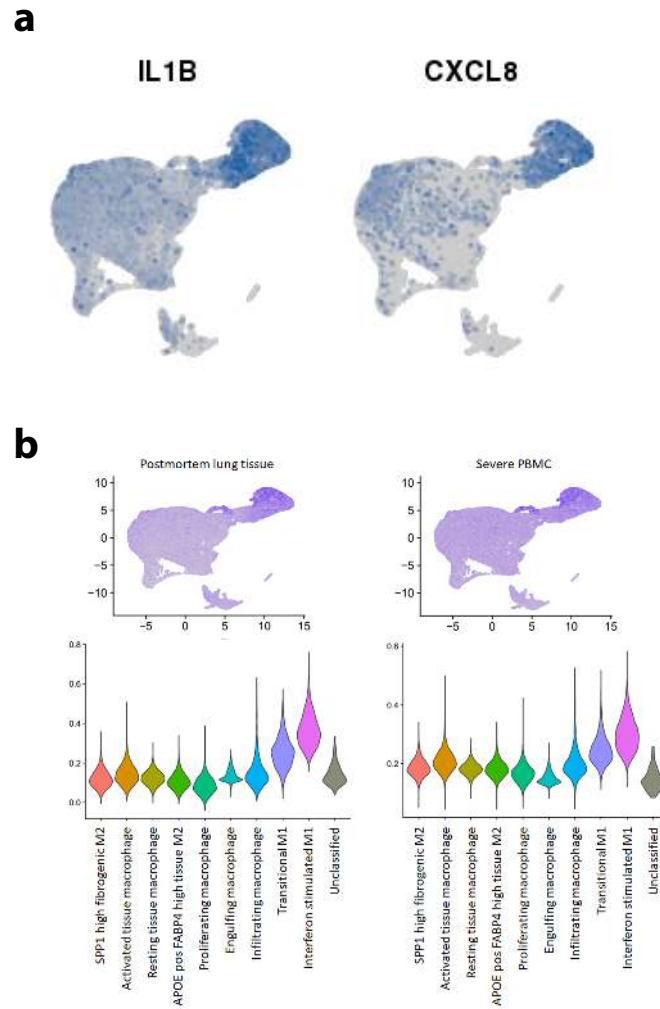 a
IL1B CXCL8
b
Postmortem lung tissue Severe PBMC
10 10
5 5
0 0
−5 −5
−10 −10
−5 0 5 10 15 −5 0 5 10 15
0.8 0.8
0.6
0.4 0.4
0.2 0.2
0.0
SPP1 high fibrogenic M2
Activated tissue macrophage
Resting tissue macrophage
APOE pos FABP4 high tissue M2
Proliferating macrophage
Engulfing macrophage
Infiltrating macrophage
Transitional M1
Interferon stimulated M1
Unclassified
SPP1 high fibrogenic M2
Activated tissue macrophage
Resting tissue macrophage
APOE pos FABP4 high tissue M2
Proliferating macrophage
Engulfing macrophage
Infiltrating macrophage
Transitional M1
Interferon stimulated M1
Unclassified